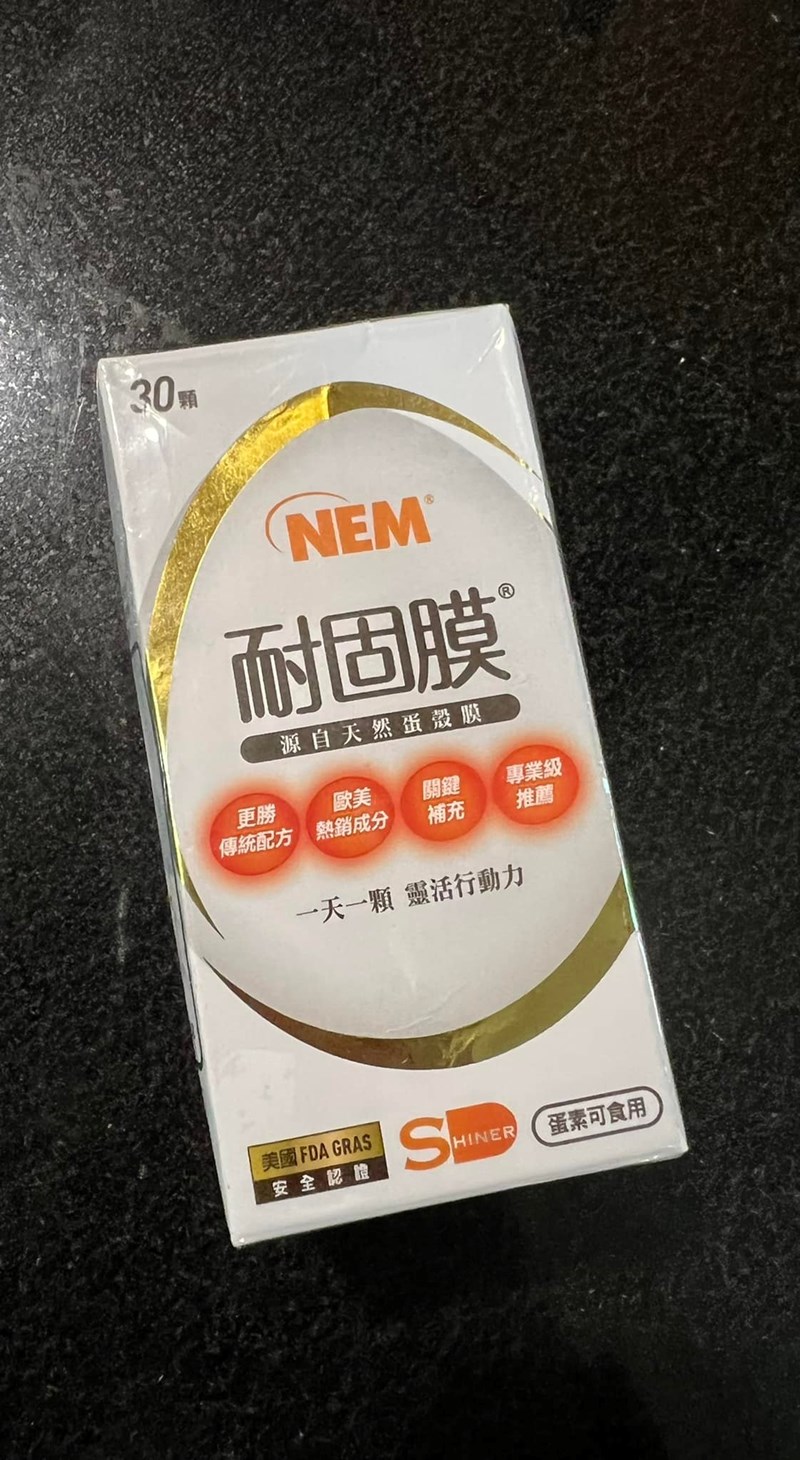 30顆
NEM®
耐固膜®
源自天然蛋殼膜
更勝
傳統配方
歐美
熱銷成分
關鍵
補充
專業級
推薦
一天一顆 靈活行動力
美國FDA GRAS
安全認證
SHINER
蛋素可食用